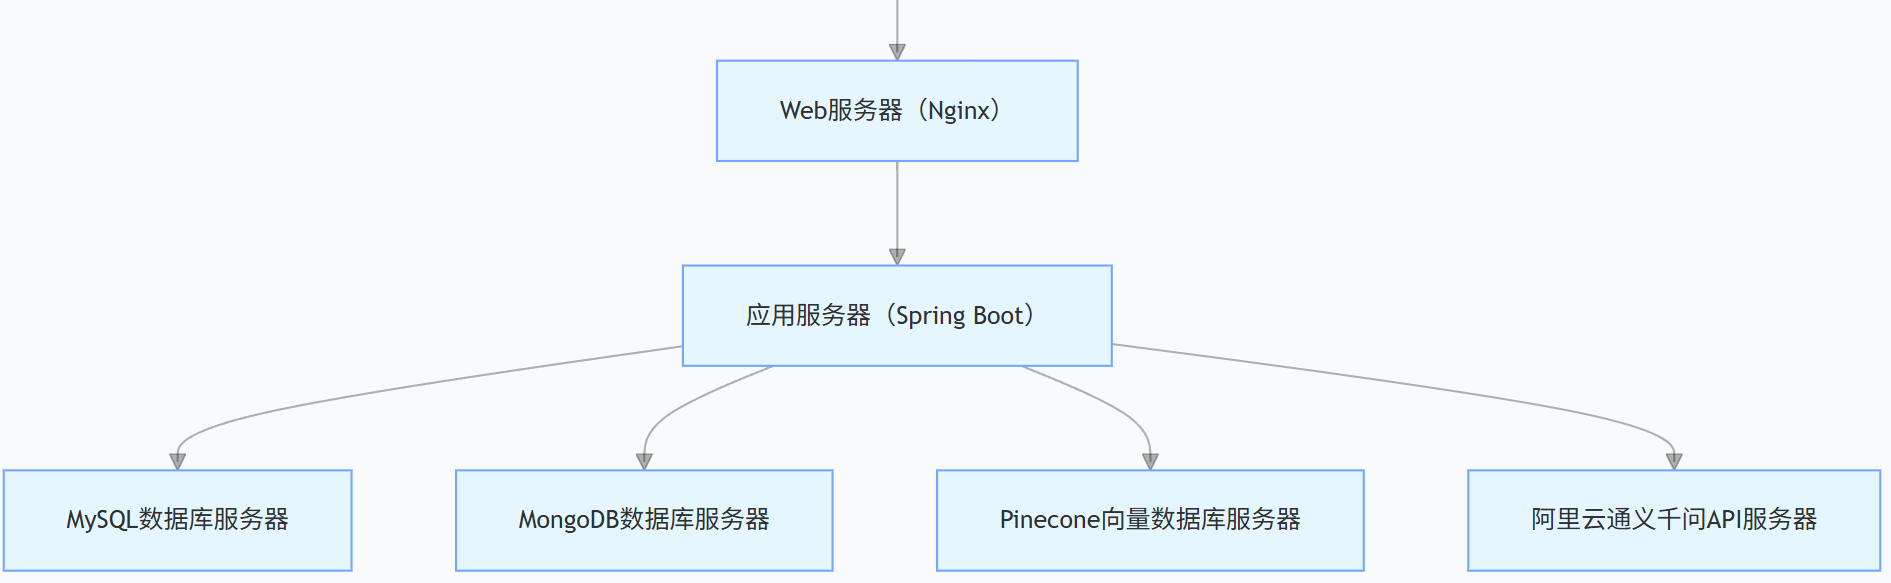 Web服务器（Nginx）
应用服务器（Spring Boot）
MySQL数据库服务器
MongoDB数据库服务器
Pinecone向量数据库服务器
阿里云通义千问API服务器